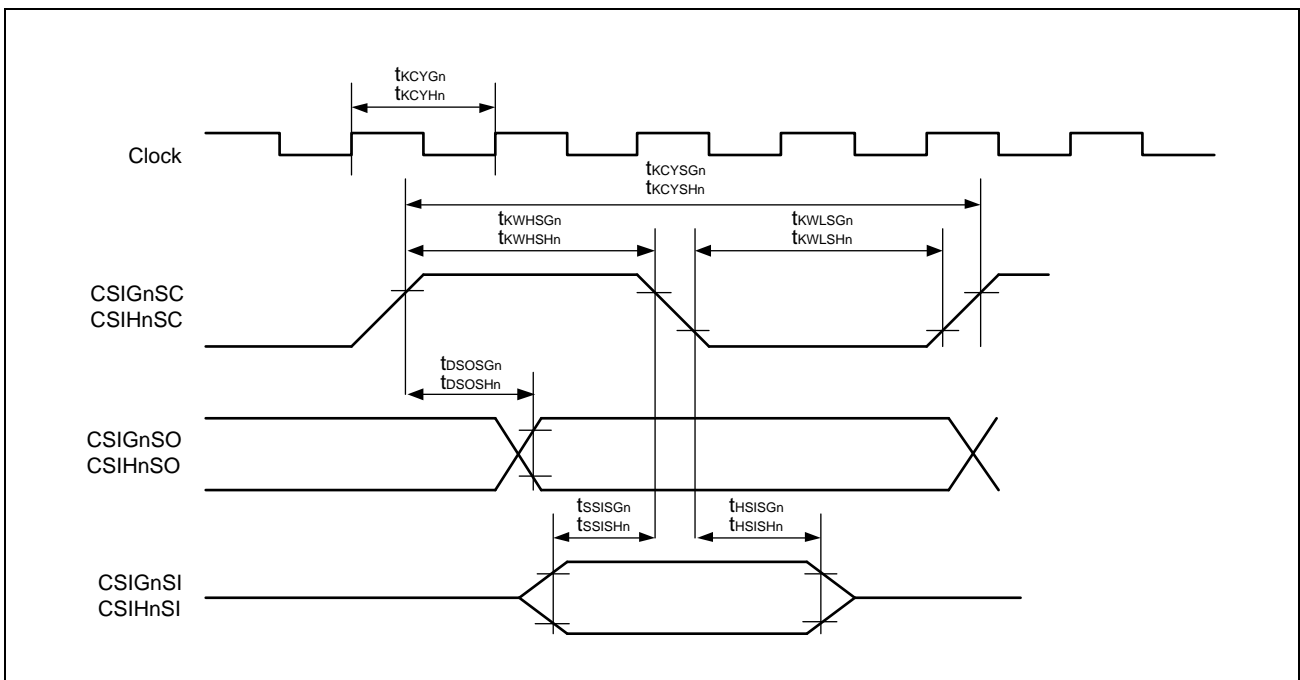 tKCYGn
tKCYHn
Clock
tKCYSGn
tKCYSHn
tKWHSGn
tKWHSHn
tKWLSGn
tKWLSHn
CSIGnSC
CSIHnSC
tDSOSGn
tDSOSHn
CSIGnSO
CSIHnSO
tSSISGn
tSSISHn
tHSISGn
tHSISHn
CSIGnSI
CSIHnSI